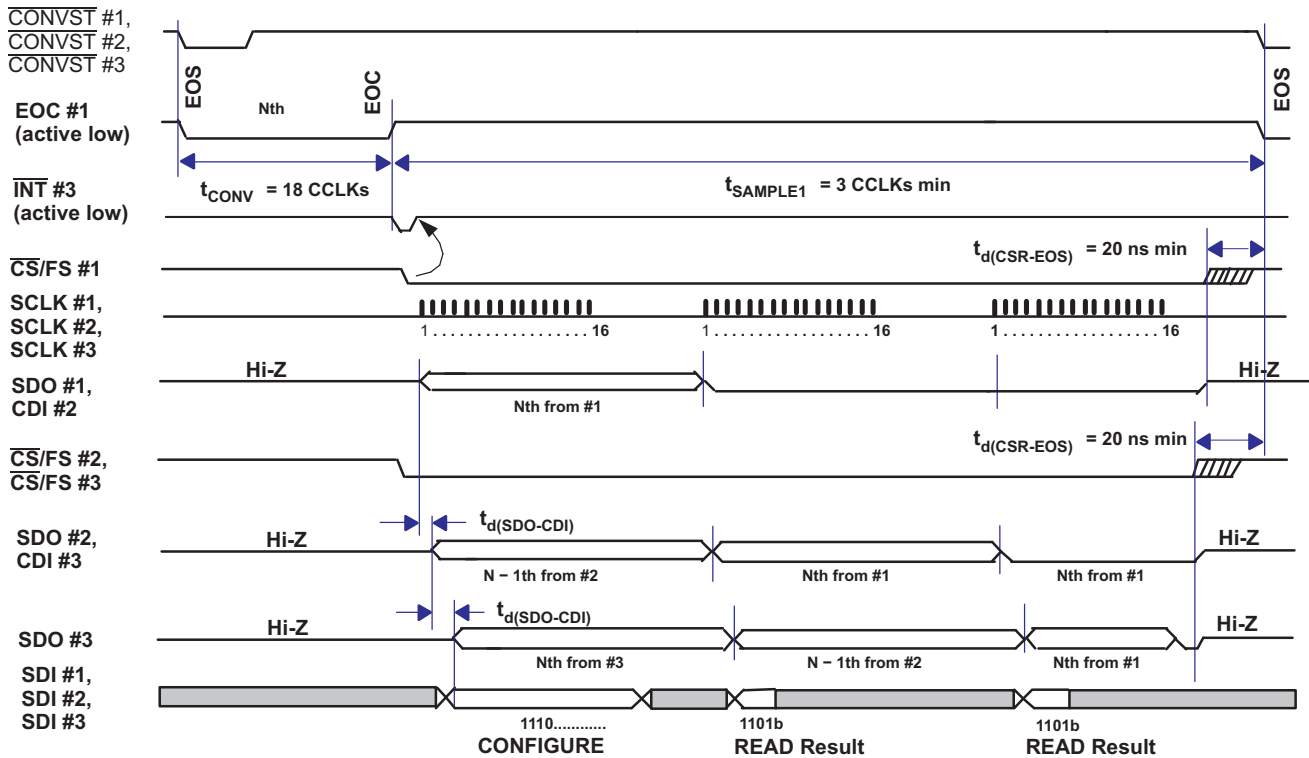 CONVST #1,
CONVST #2,
CONVST #3
EOS
EOC
EOS
EOC #1
(active low)
Nth
INT #3
(active low)
tCONV = 18 CCLKs
tSAMPLE1 = 3 CCLKs min
td(CSR-EOS) = 20 ns min
CS/FS #1
SCLK #1,
SCLK #2,
SCLK #3
1 . . . . . . . . . . . . . . . . . . 16
1 . . . . . . . . . . . . . . . . . . 16
1 . . . . . . . . . . . . . . . . . . 16
Hi-Z
Hi-Z
SDO #1,
CDI #2
Nth from #1
td(CSR-EOS) = 20 ns min
CS/FS #2,
CS/FS #3
td(SDO-CDI)
SDO #2,
CDI #3
Hi-Z
Hi-Z
N − 1th from #2
Nth from #1
Nth from #1
td(SDO-CDI)
SDO #3
Hi-Z
Hi-Z
Nth from #3
N − 1th from #2
Nth from #1
SDI #1,
SDI #2,
SDI #3
1110............
1101b
1101b
CONFIGURE
READ Result
READ Result